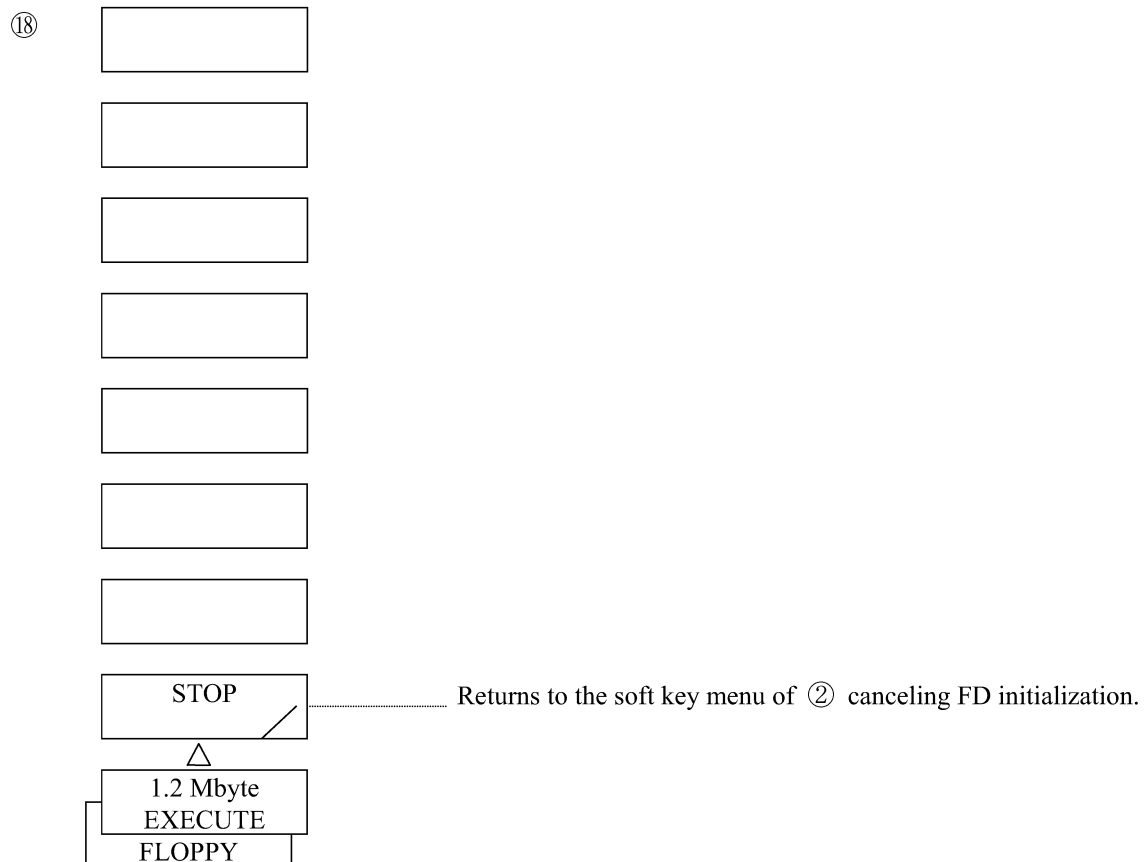 ⑱
STOP
Returns to the soft key menu of ② canceling FD initialization.
1.2 Mbyte
EXECUTE
FLOPPY